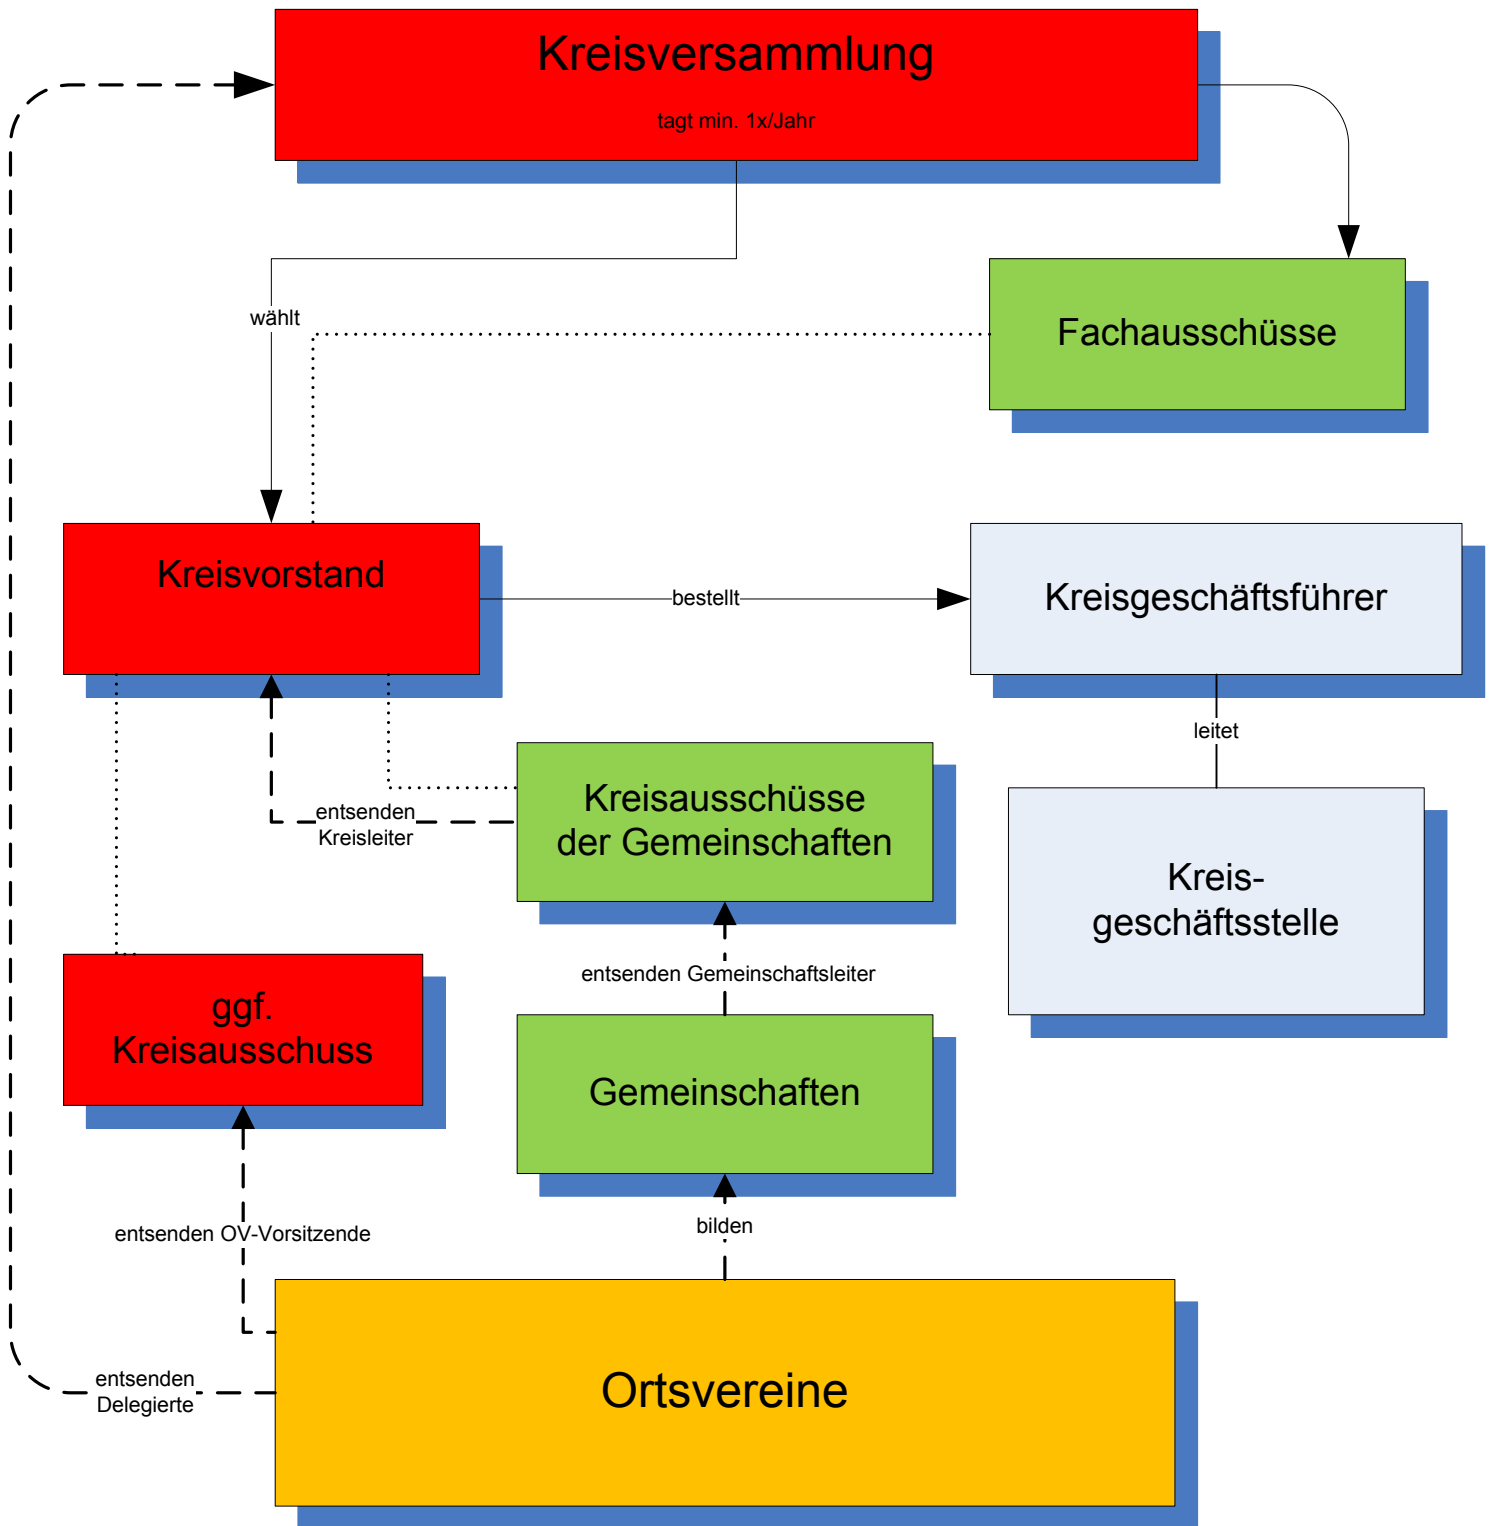 Kreisversammlung
tagt min. 1x/Jahr
wählt
Fachausschüsse
Kreisvorstand
bestellt
Kreisgeschäftsführer
leitet
Kreisausschüsse
der Gemeinschaften
entsenden
Kreisleiter
Kreis-
geschäftsstelle
entsenden Gemeinschaftsleiter
ggf.
Kreisausschuss
Gemeinschaften
entsenden OV-Vorsitzende
bilden
entsenden
Delegierte
Ortsvereine